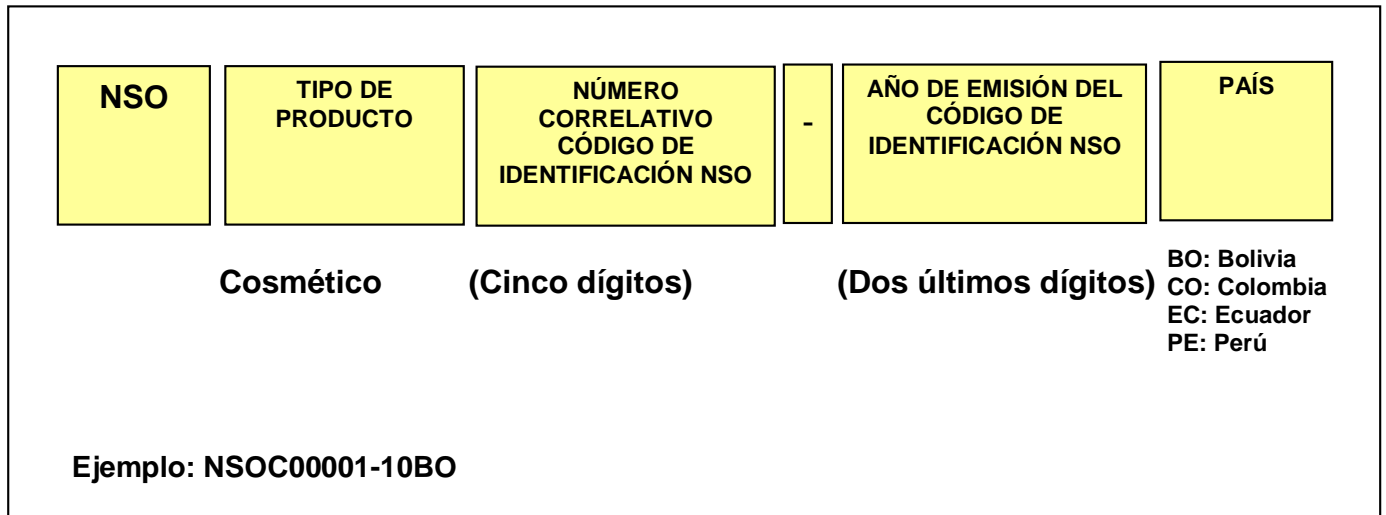 NSO
TIPO DE
PRODUCTO
NÚMERO
CORRELATIVO
CÓDIGO DE
IDENTIFICACIÓN NSO
-
AÑO DE EMISIÓN DEL
CÓDIGO DE
IDENTIFICACIÓN NSO
PAÍS
Cosmético
(Cinco dígitos)
(Dos últimos dígitos)
BO: Bolivia
CO: Colombia
EC: Ecuador
PE: Perú
Ejemplo: NSOC00001-10BO